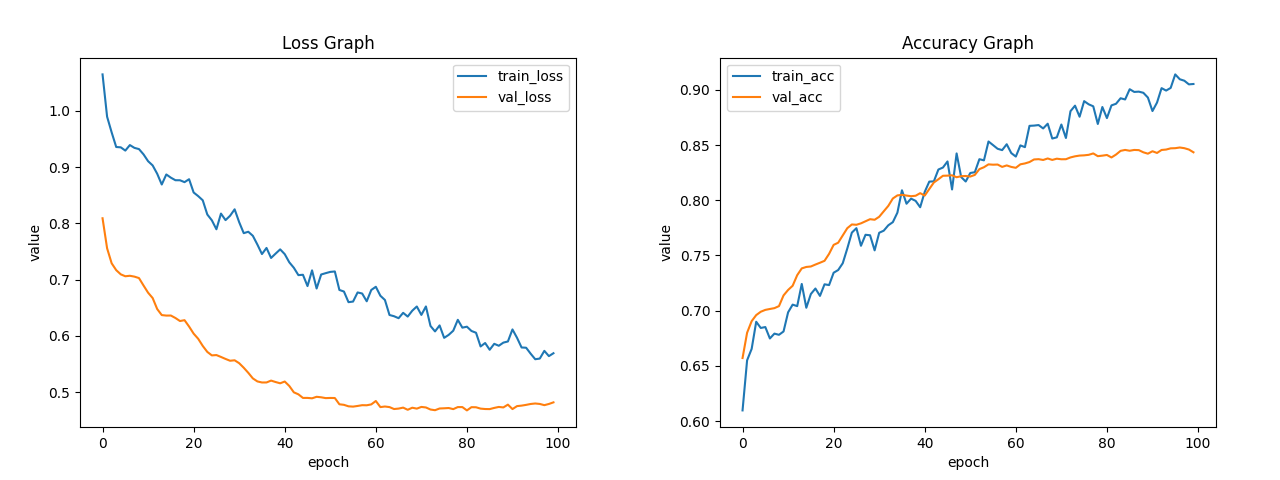 Loss Graph
train_loss
val_loss
value
1.0
0.9
0.8
0.7
0.6
0.5
0 20 40 60 80 100
epoch
Accuracy Graph
train_acc
val_acc
value
0.90
0.85
0.80
0.75
0.70
0.65
0.60
0 20 40 60 80 100
epoch